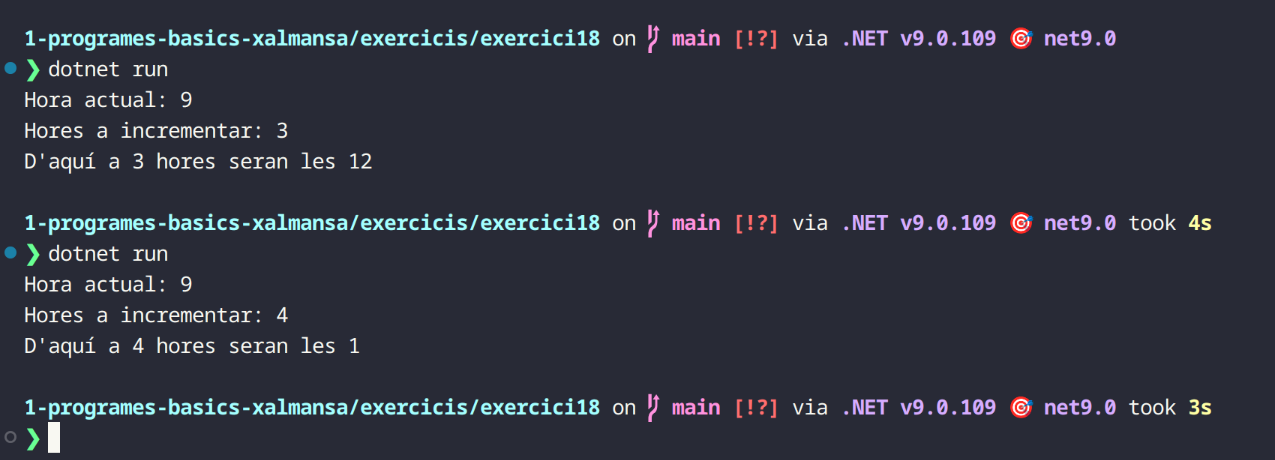 1-programes-basics-xalmansa/exercicis/exercici18 on main [!?] via .NET v9.0.109 🎯 net9.0
❯ dotnet run
Hora actual: 9
Hores a incrementar: 3
D'aquí a 3 hores seran les 12
1-programes-basics-xalmansa/exercicis/exercici18 on main [!?] via .NET v9.0.109 🎯 net9.0 took 4s
❯ dotnet run
Hora actual: 9
Hores a incrementar: 4
D'aquí a 4 hores seran les 1
1-programes-basics-xalmansa/exercicis/exercici18 on main [!?] via .NET v9.0.109 🎯 net9.0 took 3s
❯